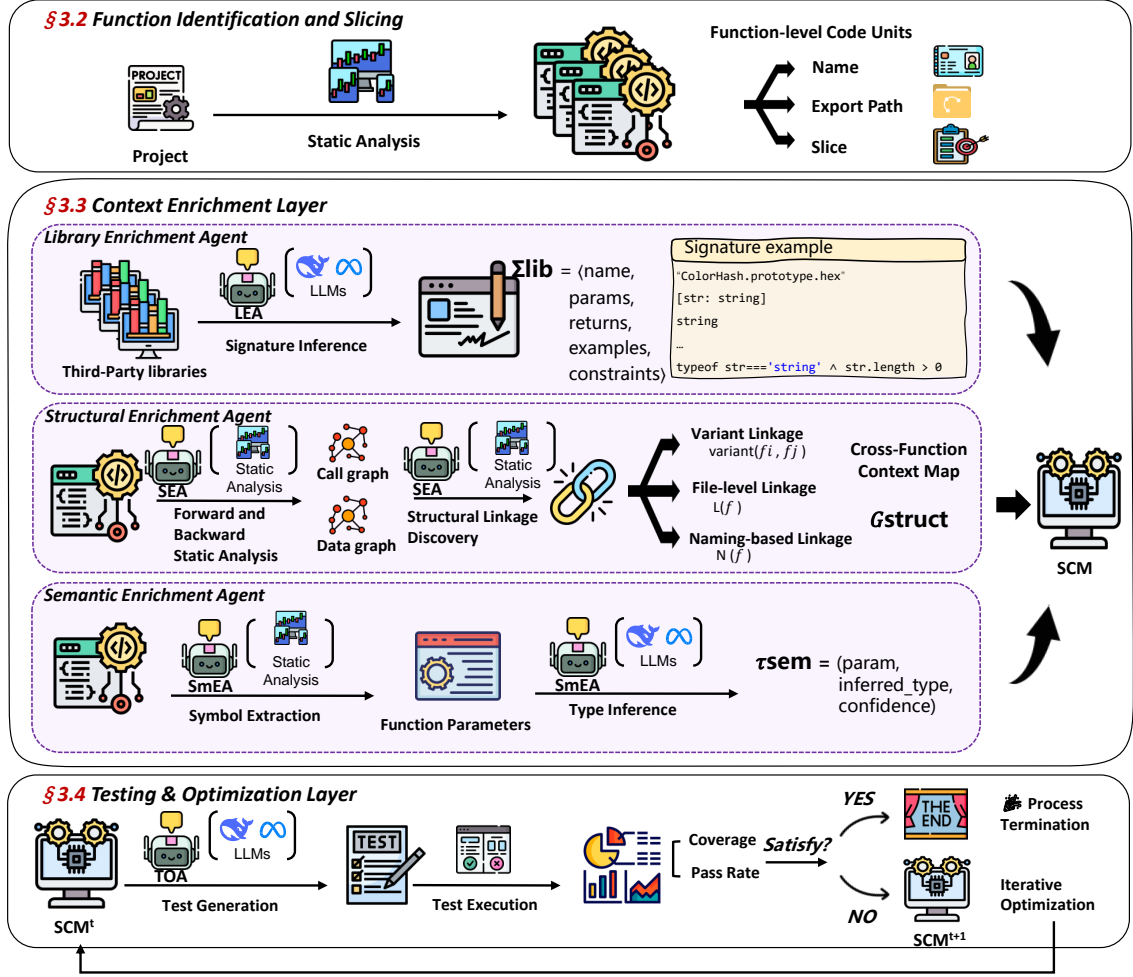 §3.2 Function Identification and Slicing
PROJECT
Project
Static Analysis
Function-level Code Units
Name
Export Path
Slice
§3.3 Context Enrichment Layer
Library Enrichment Agent
Third-Party libraries
LEA
LLMs
Signature Inference
Σlib = ⟨name,
params,
returns,
examples,
constraints⟩
Signature example
"ColorHash.prototype.hex"
[str: string]
string
…
typeof str==='string' ∧ str.length > 0
Structural Enrichment Agent
SEA
Static
Analysis
Forward and
Backward
Static Analysis
Call graph
Data graph
SEA
Static
Analysis
Structural Linkage
Discovery
Variant Linkage
variant(fi , fj )
File-level Linkage
L(f )
Naming-based Linkage
N (f )
Cross-Function
Context Map
Gstruct
SCM
Semantic Enrichment Agent
SmEA
Static
Analysis
Symbol Extraction
Function Parameters
SmEA
LLMs
Type Inference
τsem = (param,
inferred_type,
confidence)
§3.4 Testing & Optimization Layer
SCMᵗ
TOA
LLMs
Test Generation
TEST
Test Execution
Coverage
Pass Rate
Satisfy?
YES
NO
THE
END
Process
Termination
SCMᵗ⁺¹
Iterative
Optimization